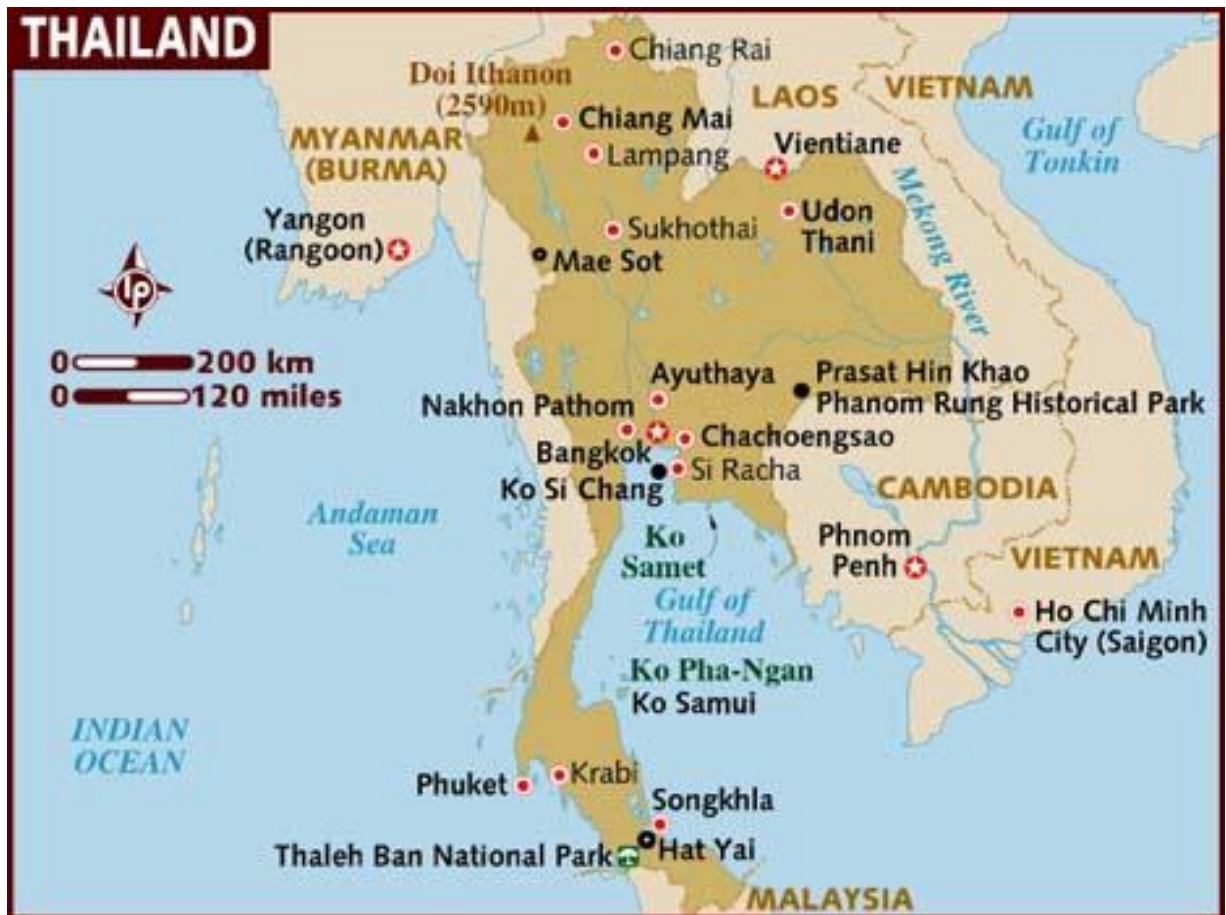 THAILAND
Chiang Rai
Doi Ithanon
(2590m)
Chiang Mai
Lampang
LAOS
VIETNAM
Gulf of
Tonkin
MYANMAR
(BURMA)
Vientiane
Mekong River
Yangon
(Rangoon)
Sukhothai
Udon
Thani
Mae Sot
lp
0 200 km
0 120 miles
Ayuthaya
Prasat Hin Khao
Phanom Rung Historical Park
Nakhon Pathom
Bangkok
Chachoengsao
Si Racha
Ko Si Chang
CAMBODIA
Andaman
Sea
Ko
Samet
Phnom
Penh
VIETNAM
Gulf of
Thailand
Ho Chi Minh
City (Saigon)
Ko Pha-Ngan
Ko Samui
INDIAN
OCEAN
Phuket
Krabi
Songkhla
Hat Yai
Thaleh Ban National Park
MALAYSIA